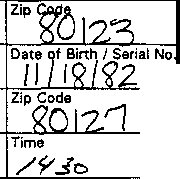 Zip Code
80123
Date of Birth / Serial No.
11/18/82
Zip Code
80127
Time
1430